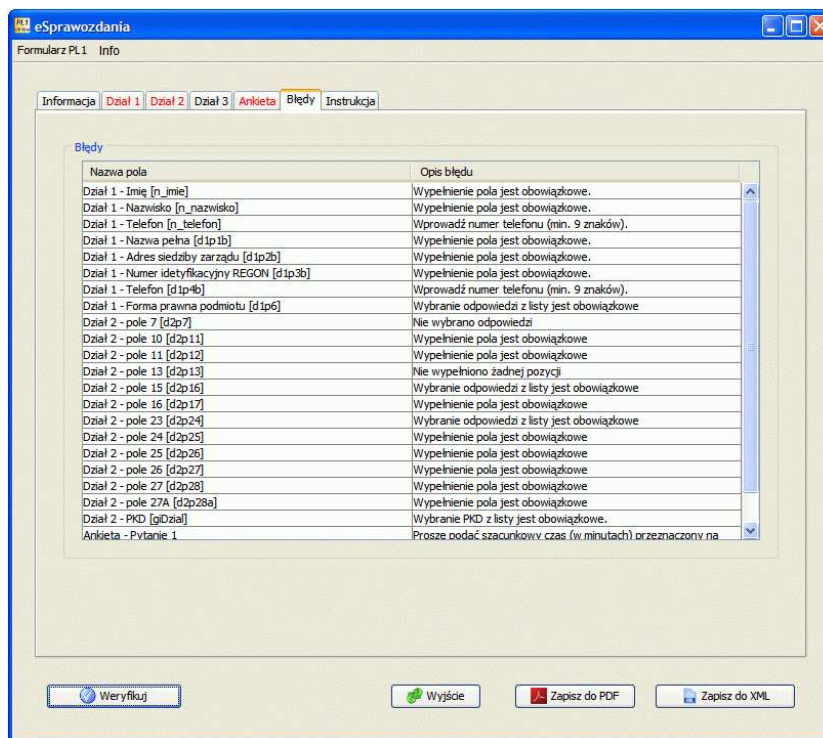 eSprawozdania
Formularz PL1 Info
Informacja Dział 1 Dział 2 Dział 3 Ankieta Błędy Instrukcja
Błędy
Nazwa pola Opis błędu
Dział 1 - Imię [n_imie] Wypełnienie pola jest obowiązkowe.
Dział 1 - Nazwisko [n_nazwisko] Wypełnienie pola jest obowiązkowe.
Dział 1 - Telefon [n_telefon] Wprowadź numer telefonu (min. 9 znaków).
Dział 1 - Nazwa pełna [d1p1b] Wypełnienie pola jest obowiązkowe.
Dział 1 - Adres siedziby zarządu [d1p2b] Wypełnienie pola jest obowiązkowe.
Dział 1 - Numer idetyfikacyjny REGON [d1p3b] Wypełnienie pola jest obowiązkowe.
Dział 1 - Telefon [d1p4b] Wprowadź numer telefonu (min. 9 znaków).
Dział 1 - Forma prawna podmiotu [d1p6] Wybranie odpowiedzi z listy jest obowiązkowe
Dział 2 - pole 7 [d2p7] Nie wybrano odpowiedzi
Dział 2 - pole 10 [d2p11] Wypełnienie pola jest obowiązkowe
Dział 2 - pole 11 [d2p12] Wypełnienie pola jest obowiązkowe
Dział 2 - pole 13 [d2p13] Nie wypełniono żadnej pozycji
Dział 2 - pole 15 [d2p16] Wybranie odpowiedzi z listy jest obowiązkowe
Dział 2 - pole 16 [d2p17] Wypełnienie pola jest obowiązkowe
Dział 2 - pole 23 [d2p24] Wybranie odpowiedzi z listy jest obowiązkowe
Dział 2 - pole 24 [d2p25] Wypełnienie pola jest obowiązkowe
Dział 2 - pole 25 [d2p26] Wypełnienie pola jest obowiązkowe
Dział 2 - pole 26 [d2p27] Wypełnienie pola jest obowiązkowe
Dział 2 - pole 27 [d2p28] Wypełnienie pola jest obowiązkowe
Dział 2 - pole 27A [d2p28a] Wypełnienie pola jest obowiązkowe
Dział 2 - PKD [giDzial] Wybranie PKD z listy jest obowiązkowe.
Ankieta - Pytanie 1 Proszę podać szacunkowy czas (w minutach) przeznaczony na
Weryfikuj Wyjście Zapisz do PDF Zapisz do XML